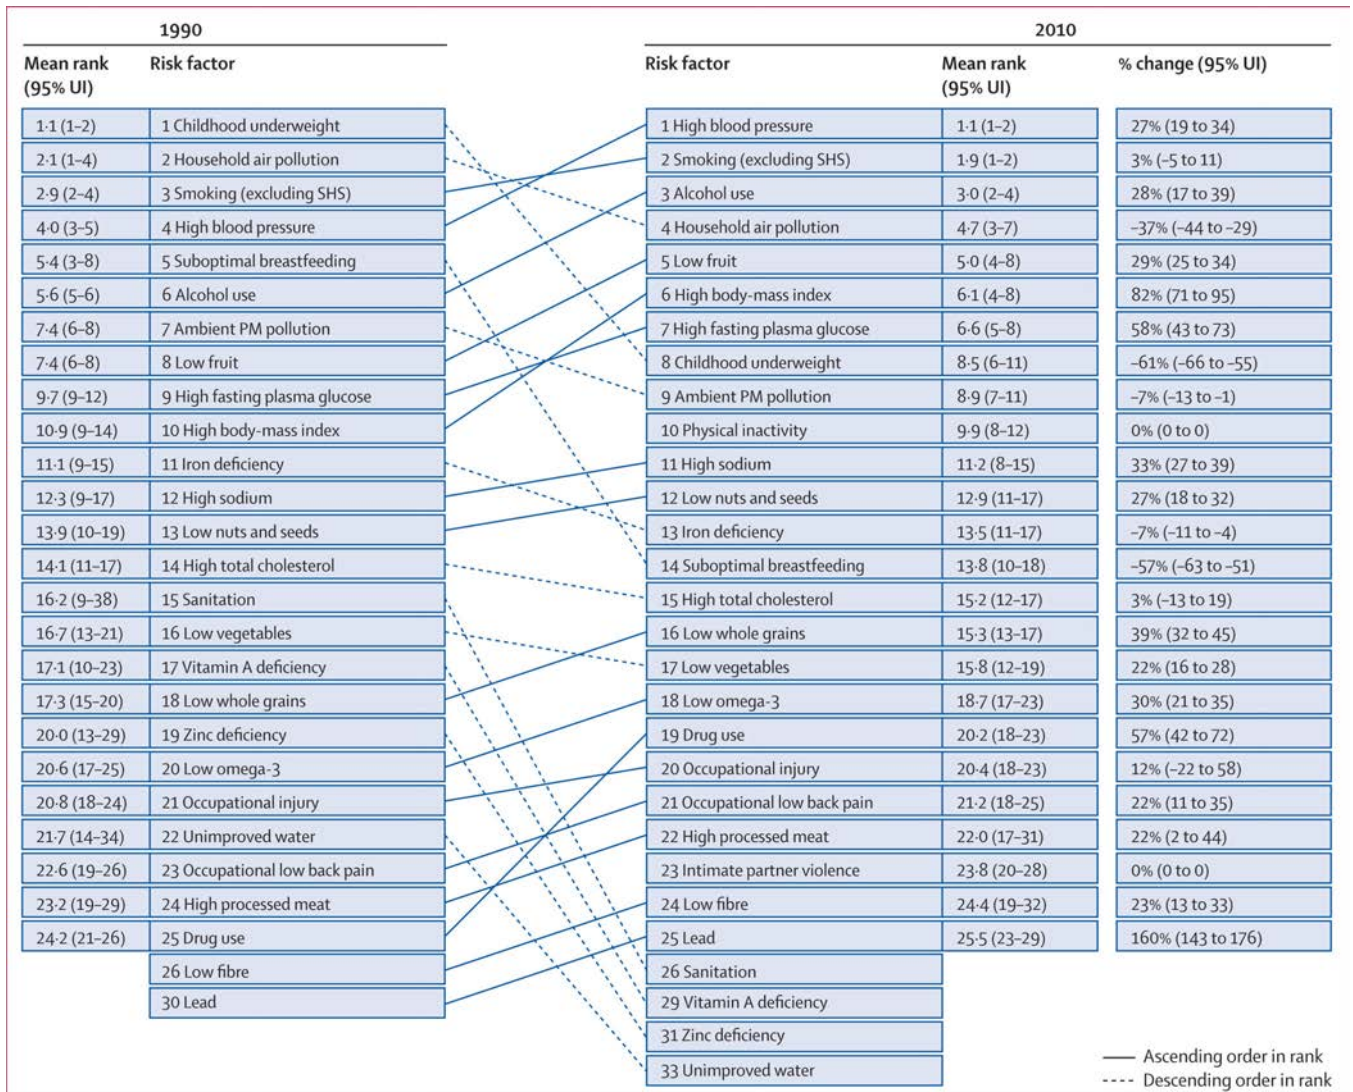 1990 2010
Mean rank Risk factor Risk factor Mean rank % change (95% UI)
(95% UI) (95% UI)
1·1 (1–2) 1 Childhood underweight 1 High blood pressure 1·1 (1–2) 27% (19 to 34)
2·1 (1–4) 2 Household air pollution 2 Smoking (excluding SHS) 1·9 (1–2) 3% (–5 to 11)
2·9 (2–4) 3 Smoking (excluding SHS) 3 Alcohol use 3·0 (2–4) 28% (17 to 39)
4·0 (3–5) 4 High blood pressure 4 Household air pollution 4·7 (3–7) –37% (–44 to –29)
5·4 (3–8) 5 Suboptimal breastfeeding 5 Low fruit 5·0 (4–8) 29% (25 to 34)
5·6 (5–6) 6 Alcohol use 6 High body-mass index 6·1 (4–8) 82% (71 to 95)
7·4 (6–8) 7 Ambient PM pollution 7 High fasting plasma glucose 6·6 (5–8) 58% (43 to 73)
7·4 (6–8) 8 Low fruit 8 Childhood underweight 8·5 (6–11) –61% (–66 to –55)
9·7 (9–12) 9 High fasting plasma glucose 9 Ambient PM pollution 8·9 (7–11) –7% (–13 to –1)
10·9 (9–14) 10 High body-mass index 10 Physical inactivity 9·9 (8–12) 0% (0 to 0)
11·1 (9–15) 11 Iron deficiency 11 High sodium 11·2 (8–15) 33% (27 to 39)
12·3 (9–17) 12 High sodium 12 Low nuts and seeds 12·9 (11–17) 27% (18 to 32)
13·9 (10–19) 13 Low nuts and seeds 13 Iron deficiency 13·5 (11–17) –7% (–11 to –4)
14·1 (11–17) 14 High total cholesterol 14 Suboptimal breastfeeding 13·8 (10–18) –57% (–63 to –51)
16·2 (9–38) 15 Sanitation 15 High total cholesterol 15·2 (12–17) 3% (–13 to 19)
16·7 (13–21) 16 Low vegetables 16 Low whole grains 15·3 (13–17) 39% (32 to 45)
17·1 (10–23) 17 Vitamin A deficiency 17 Low vegetables 15·8 (12–19) 22% (16 to 28)
17·3 (15–20) 18 Low whole grains 18 Low omega-3 18·7 (17–23) 30% (21 to 35)
20·0 (13–29) 19 Zinc deficiency 19 Drug use 20·2 (18–23) 57% (42 to 72)
20·6 (17–25) 20 Low omega-3 20 Occupational injury 20·4 (18–23) 12% (–22 to 58)
20·8 (18–24) 21 Occupational injury 21 Occupational low back pain 21·2 (18–25) 22% (11 to 35)
21·7 (14–34) 22 Unimproved water 22 High processed meat 22·0 (17–31) 22% (2 to 44)
22·6 (19–26) 23 Occupational low back pain 23 Intimate partner violence 23·8 (20–28) 0% (0 to 0)
23·2 (19–29) 24 High processed meat 24 Low fibre 24·4 (19–32) 23% (13 to 33)
24·2 (21–26) 25 Drug use 25 Lead 25·5 (23–29) 160% (143 to 176)
26 Low fibre 26 Sanitation
30 Lead 29 Vitamin A deficiency
31 Zinc deficiency
33 Unimproved water
Ascending order in rank
Descending order in rank